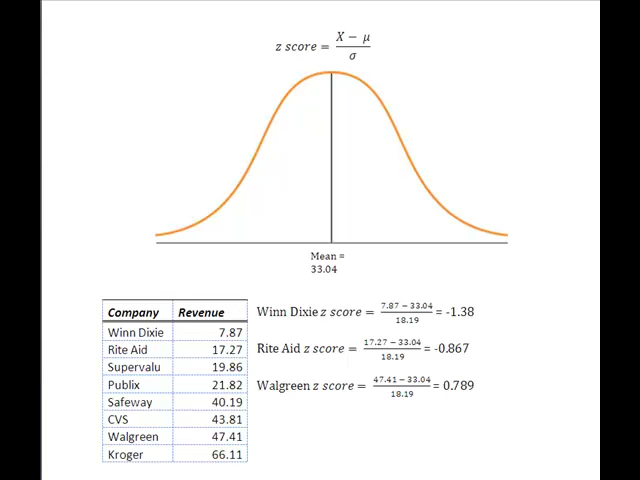 z score = X − μ / σ
Mean =
33.04
Company Revenue
Winn Dixie 7.87
Rite Aid 17.27
Supervalu 19.86
Publix 21.82
Safeway 40.19
CVS 43.81
Walgreen 47.41
Kroger 66.11
Winn Dixie z score = 7.87 − 33.04 / 18.19 = -1.38
Rite Aid z score = 17.27 − 33.04 / 18.19 = -0.867
Walgreen z score = 47.41 − 33.04 / 18.19 = 0.789